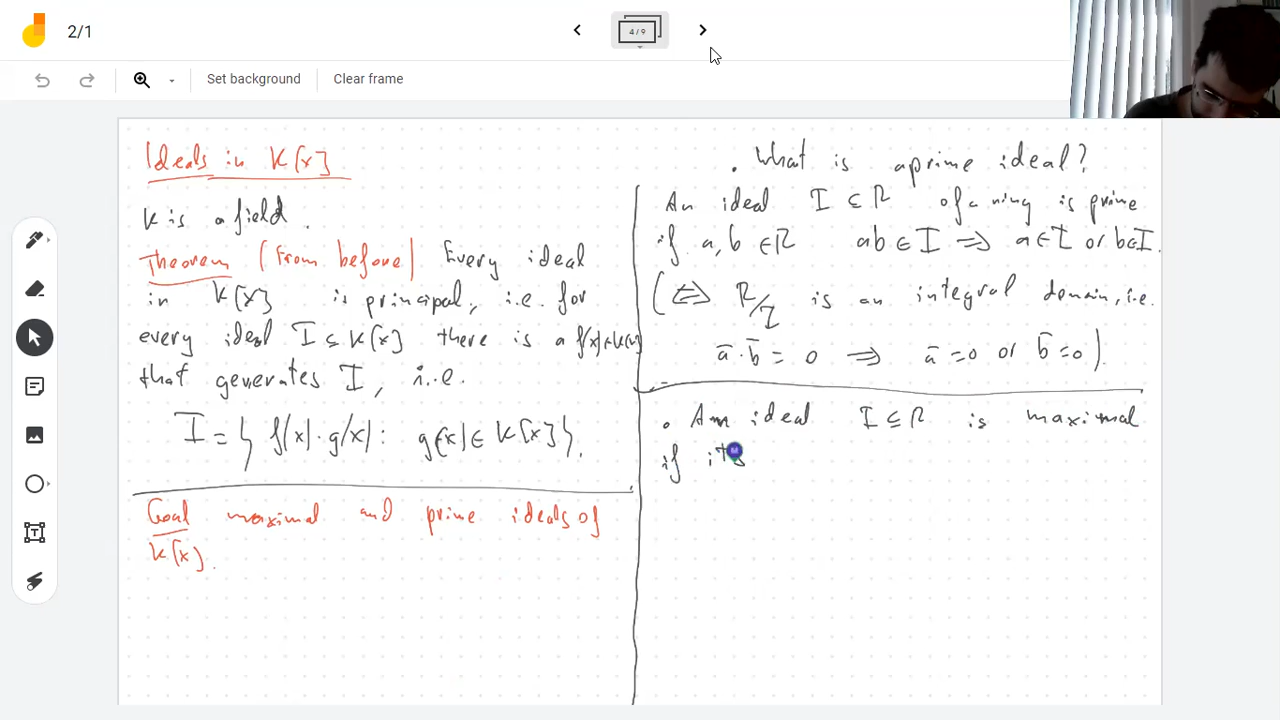 2/1
4 / 9
Set background
Clear frame
Ideals in K[x]
K is a field.
Theorem (From before) Every ideal
in K[x] is principal, i.e. for
every ideal I ⊆ K[x] there is a f(x)∈K[x]
that generates I, i.e.
I = { f(x)·g(x) : g(x) ∈ K[x] }.
Goal maximal and prime ideals of
K[x].
. What is a prime ideal?
An ideal I ⊆ R of a ring is prime
if a, b ∈ R ab ∈ I ⇒ a ∈ I or b ∈ I.
( ⇔ R/I is an integral domain, i.e.
a̅ · b̅ = 0 ⇒ a̅ = 0 or b̅ = 0 ).
• An ideal I ⊆ R is maximal
if its
M